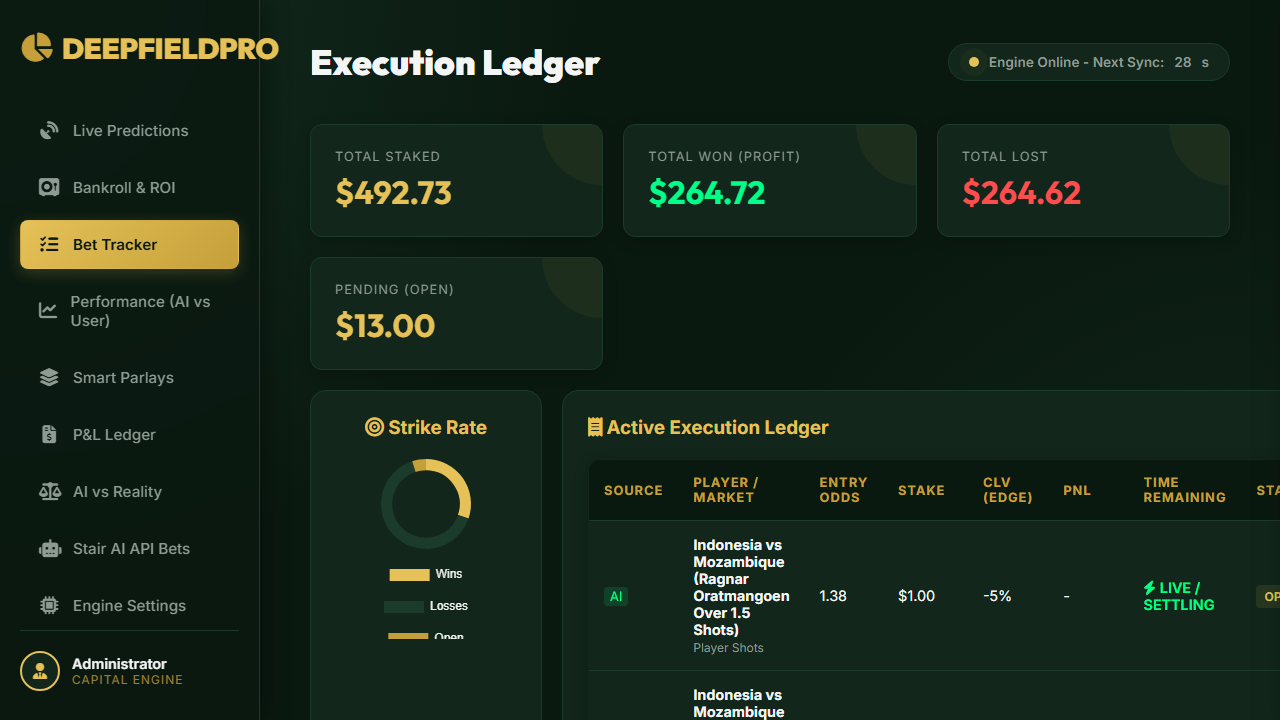 DEEPFIELDPRO
Live Predictions
Bankroll & ROI
Bet Tracker
Performance (AI vs
User)
Smart Parlays
P&L Ledger
AI vs Reality
Stair AI API Bets
Engine Settings
Administrator
CAPITAL ENGINE
Execution Ledger
Engine Online - Next Sync: 28 s
TOTAL STAKED
$492.73
TOTAL WON (PROFIT)
$264.72
TOTAL LOST
$264.62
PENDING (OPEN)
$13.00
Strike Rate
Wins
Losses
Open
Active Execution Ledger
SOURCE
PLAYER /
MARKET
ENTRY
ODDS
STAKE
CLV
(EDGE)
PNL
TIME
REMAINING
AI
Indonesia vs
Mozambique
(Ragnar
Oratmangoen
Over 1.5
Shots)
Player Shots
1.38
$1.00
-5%
-
LIVE /
SETTLING
Indonesia vs
Mozambique